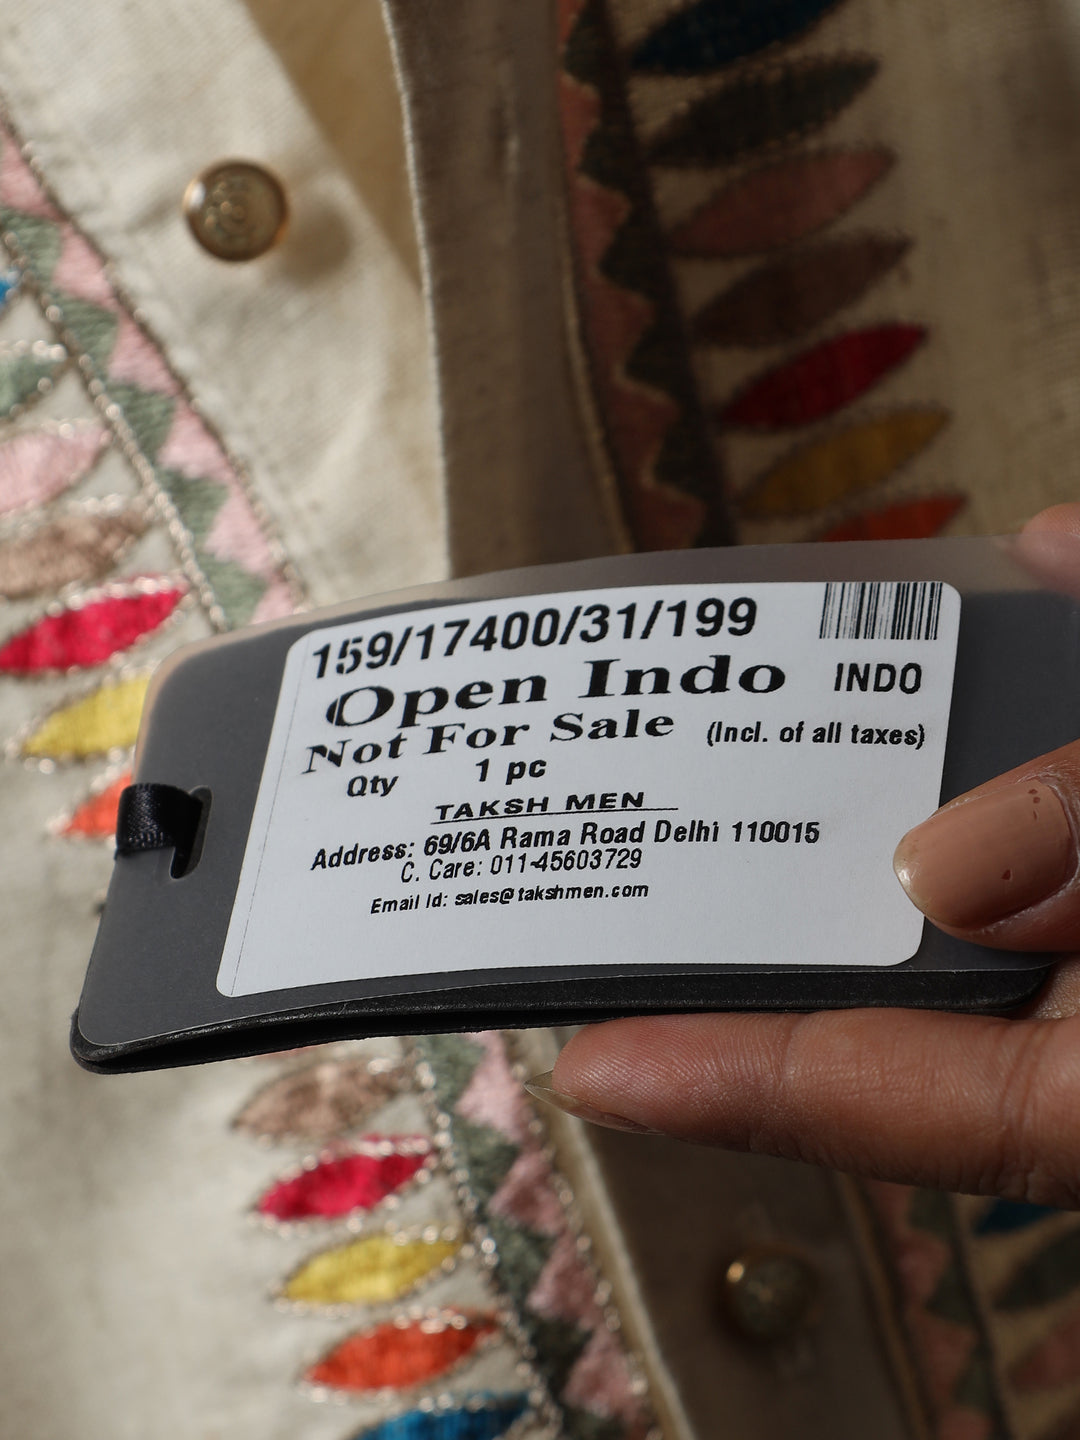 159/17400/31/199
Open Indo INDO
Not For Sale (Incl. of all taxes)
Qty 1 pc
TAKSH MEN
Address: 69/6A Rama Road Delhi 110015
C. Care: 011-45603729
Email Id: sales@takshmen.com